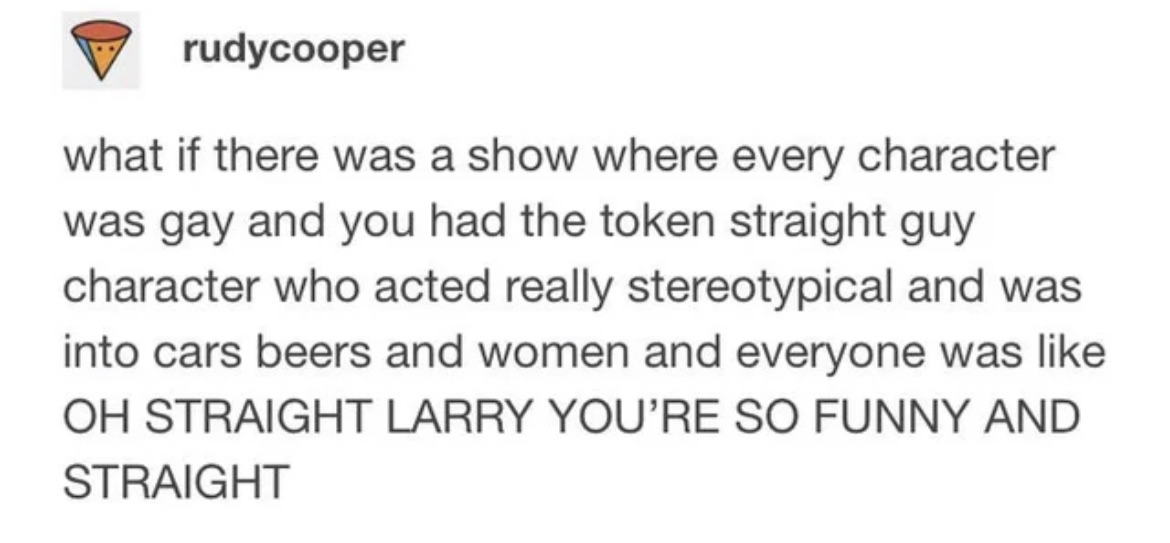 rudycooper
what if there was a show where every character
was gay and you had the token straight guy
character who acted really stereotypical and was
into cars beers and women and everyone was like
OH STRAIGHT LARRY YOU’RE SO FUNNY AND
STRAIGHT